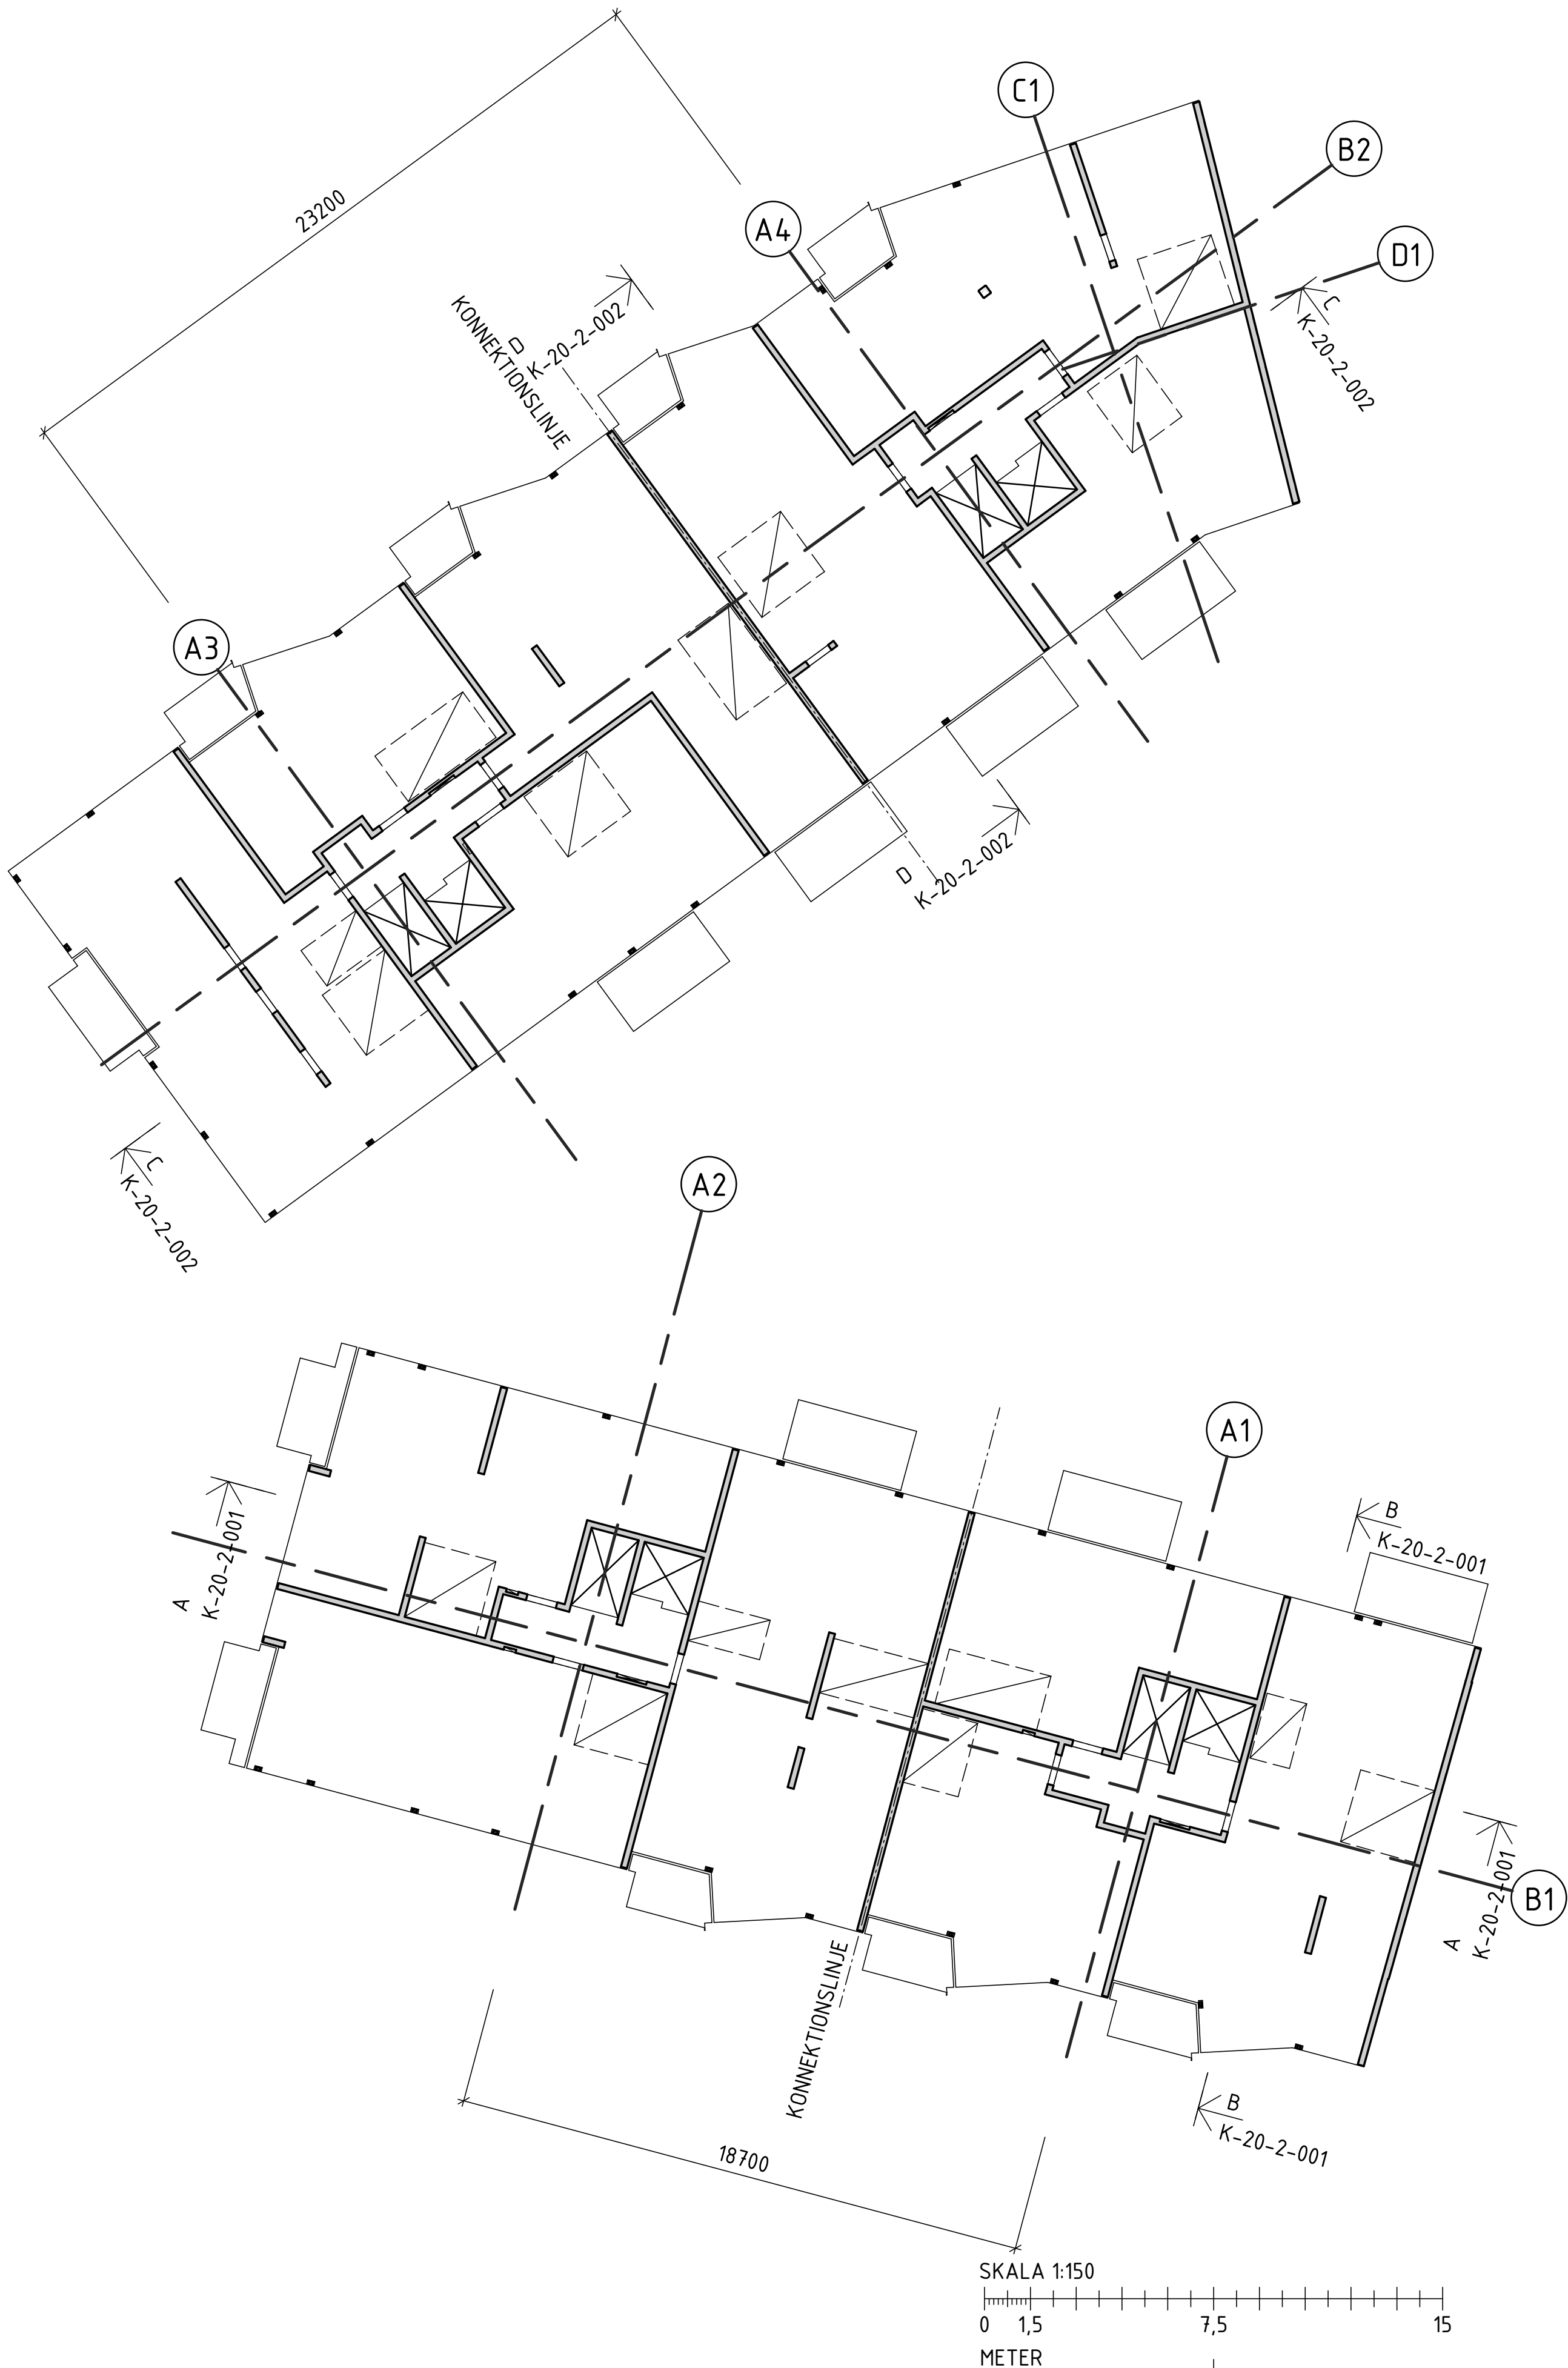 C1
B2
23200
A4
D1
D
K-20-2-002
KONNEKTIONSLINJE
C
K-20-2-002
A3
D
K-20-2-002
C
K-20-2-002
A2
A1
B
K-20-2-001
A
K-20-2-001
A
K-20-2-001
B1
KONNEKTIONSLINJE
B
K-20-2-001
18700
SKALA 1:150
0 1,5 7,5 15
METER